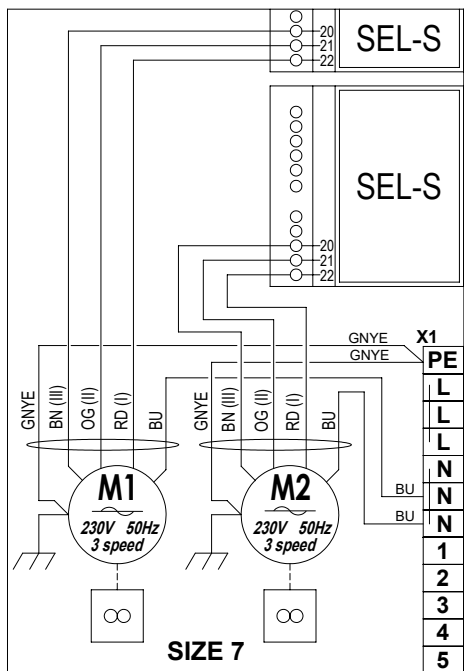 20
21
22
SEL-S
20
21
22
SEL-S
GNYE
GNYE
X1
PE
L
L
L
N
N
N
1
2
3
4
5
BU
BU
GNYE
BN (III)
OG (II)
RD (I)
BU
GNYE
BN (III)
OG (II)
RD (I)
BU
M1
230V 50Hz
3 speed
M2
230V 50Hz
3 speed
SIZE 7